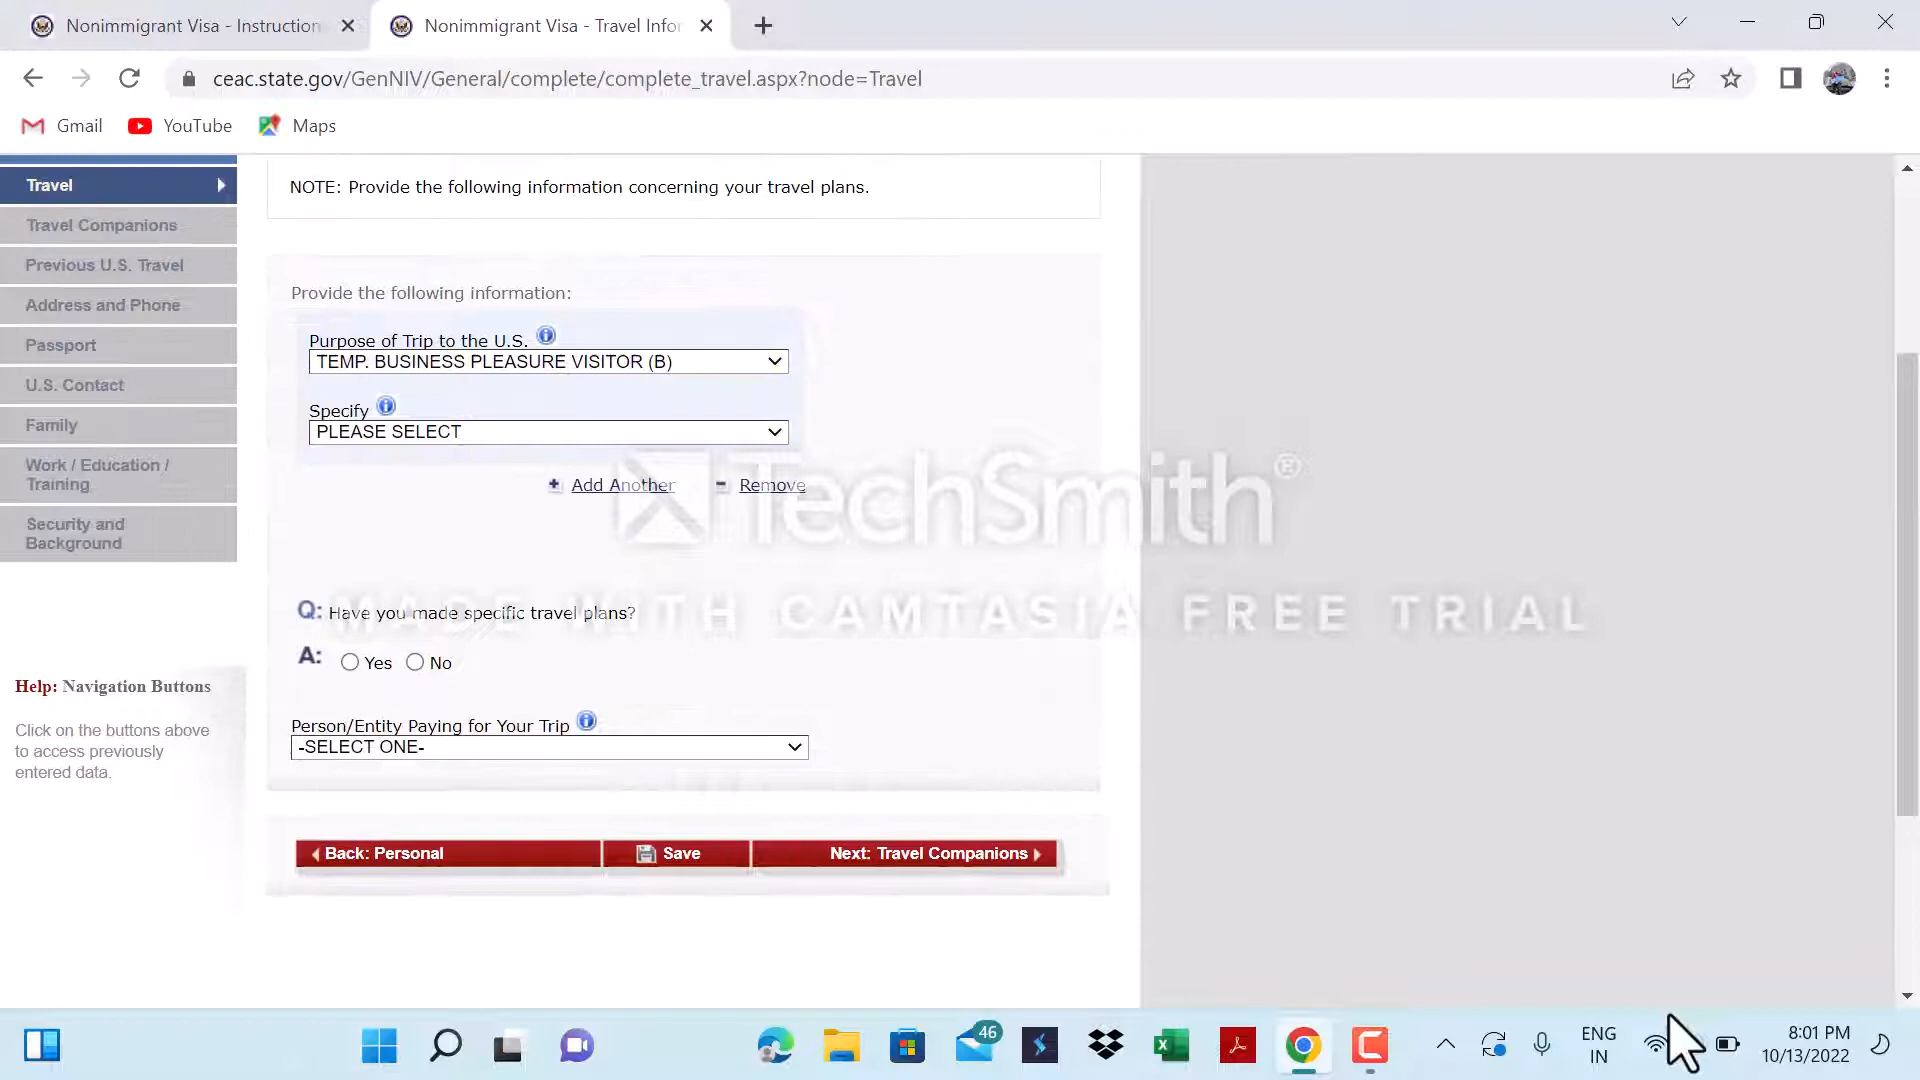 Nonimmigrant Visa - Instruction
Nonimmigrant Visa - Travel Infor
ceac.state.gov/GenNIV/General/complete/complete_travel.aspx?node=Travel
Gmail
YouTube
Maps
Travel
Travel Companions
Previous U.S. Travel
Address and Phone
Passport
U.S. Contact
Family
Work / Education /
Training
Security and
Background
Help: Navigation Buttons
Click on the buttons above
to access previously
entered data.
NOTE: Provide the following information concerning your travel plans.
Provide the following information:
Purpose of Trip to the U.S.
TEMP. BUSINESS PLEASURE VISITOR (B)
Specify
PLEASE SELECT
Add Another
Remove
TechSmith®
MADE WITH CAMTASIA FREE TRIAL
Q: Have you made specific travel plans?
A: Yes No
Person/Entity Paying for Your Trip
-SELECT ONE-
Back: Personal
Save
Next: Travel Companions
46
ENG
IN
8:01 PM
10/13/2022